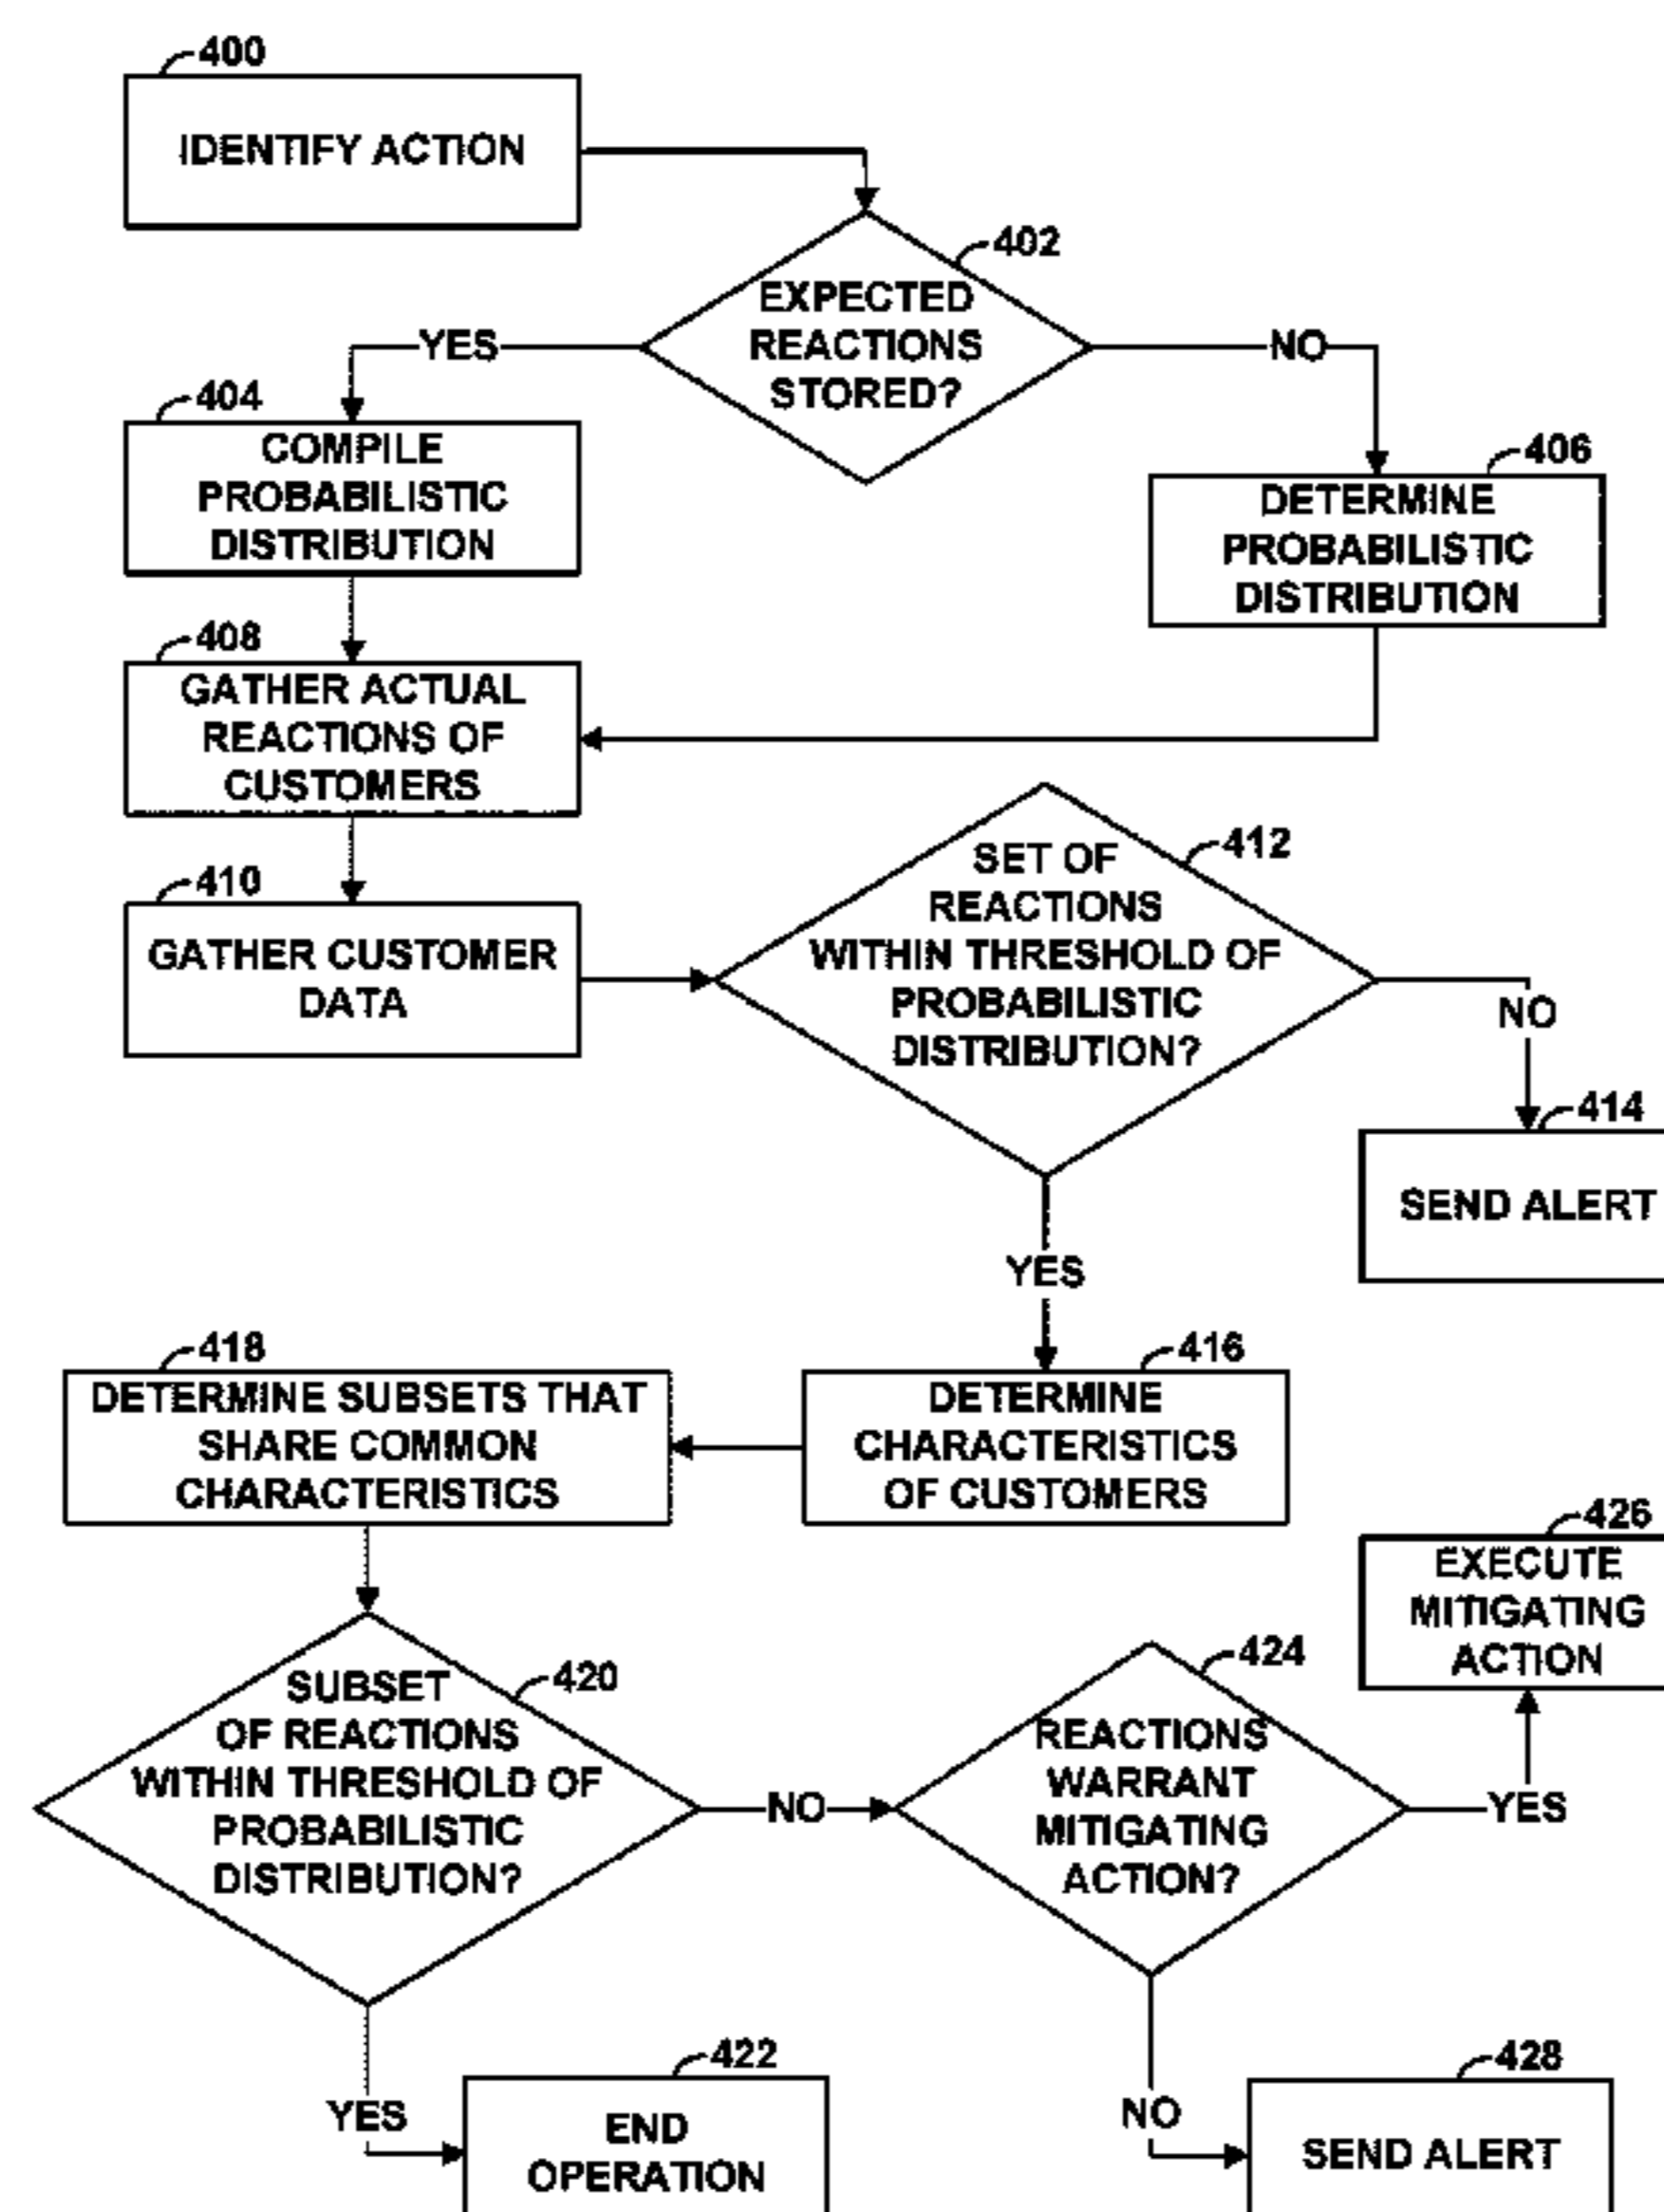 400
IDENTIFY ACTION
402
EXPECTED
REACTIONS
STORED?
YES
NO
404
COMPILE
PROBABILISTIC
DISTRIBUTION
406
DETERMINE
PROBABILISTIC
DISTRIBUTION
408
GATHER ACTUAL
REACTIONS OF
CUSTOMERS
410
GATHER CUSTOMER
DATA
412
SET OF
REACTIONS
WITHIN THRESHOLD OF
PROBABILISTIC
DISTRIBUTION?
NO
414
SEND ALERT
YES
416
DETERMINE
CHARACTERISTICS
OF CUSTOMERS
418
DETERMINE SUBSETS THAT
SHARE COMMON
CHARACTERISTICS
420
SUBSET
OF REACTIONS
WITHIN THRESHOLD OF
PROBABILISTIC
DISTRIBUTION?
NO
424
REACTIONS
WARRANT
MITIGATING
ACTION?
YES
426
EXECUTE
MITIGATING
ACTION
YES
422
END
OPERATION
NO
428
SEND ALERT